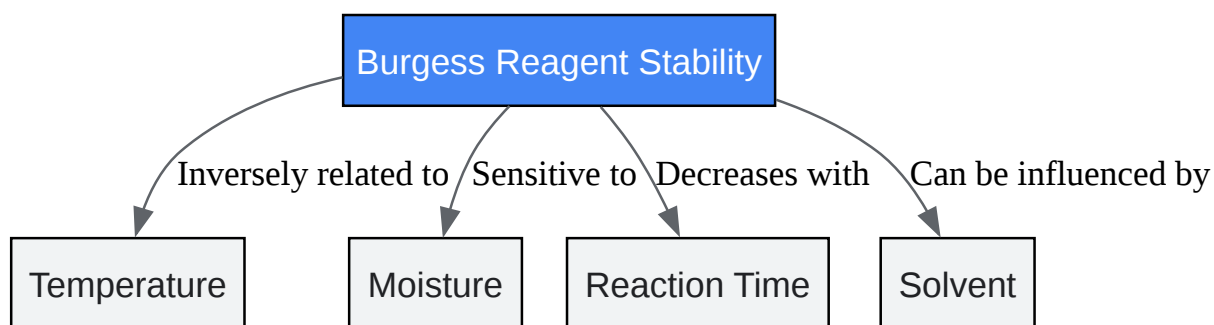 Burgess Reagent Stability
Inversely related to
Sensitive to
Decreases with
Can be influenced by
Temperature
Moisture
Reaction Time
Solvent